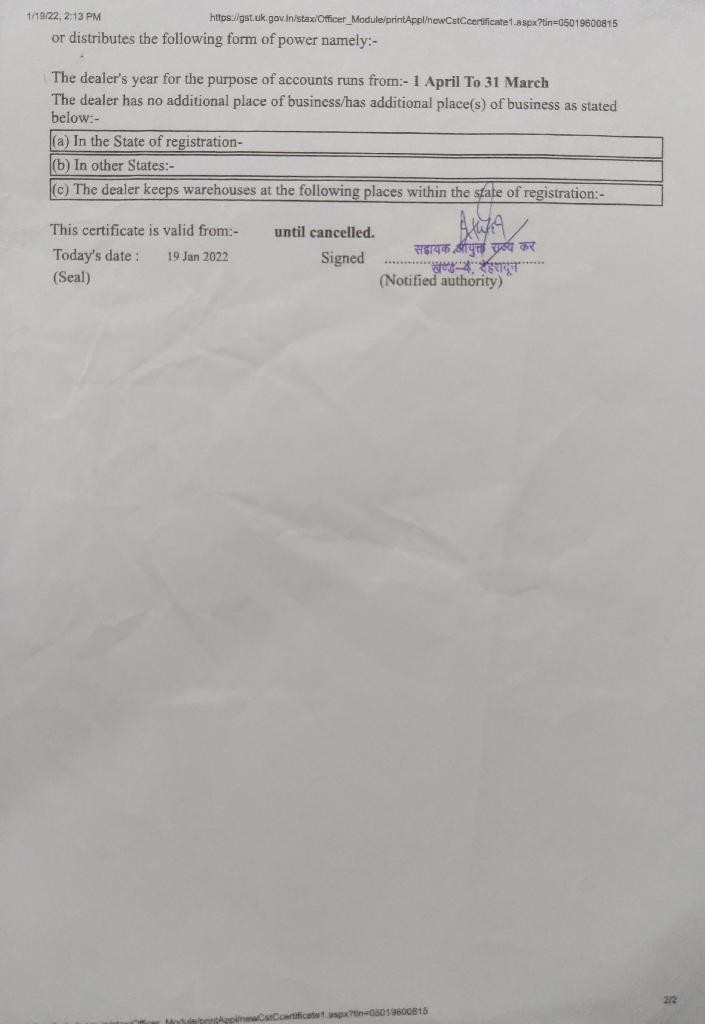 1/19/22, 2:13 PM https://gst.uk.gov.in/stax/Officer_Module/printAppl/newCstCcertificate1.aspx?tin=05019600815
or distributes the following form of power namely:-
The dealer's year for the purpose of accounts runs from:- 1 April To 31 March
The dealer has no additional place of business/has additional place(s) of business as stated
below:-
(a) In the State of registration-
(b) In other States:-
(c) The dealer keeps warehouses at the following places within the state of registration:-
This certificate is valid from:- until cancelled.
सहायक आयुक्त राज्य कर
Today's date : 19 Jan 2022 Signed ........................................
खण्ड-4, देहरादून
(Seal) (Notified authority)
2/2
Module/printAppl/newCstCcertificate1.aspx?tin=05019600815